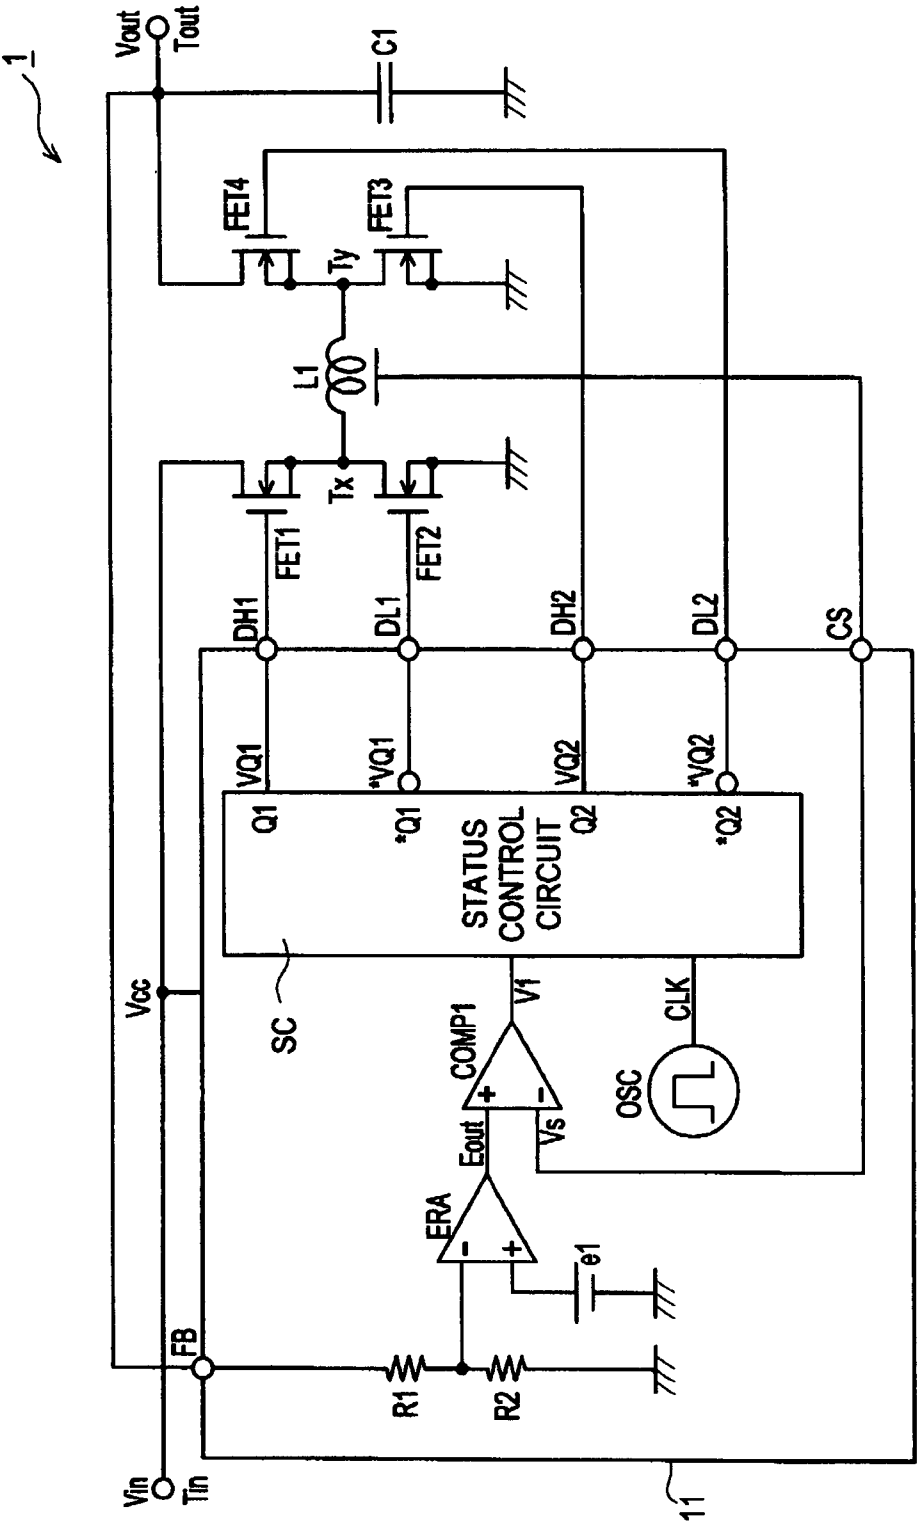 1
Vin
Tin
Vcc
Vout
Tout
FB
R1
R2
ERA
-
+
e1
Eout
Vs
COMP1
+
-
V1
OSC
CLK
SC
STATUS
CONTROL
CIRCUIT
Q1
*Q1
Q2
*Q2
VQ1
*VQ1
VQ2
*VQ2
DH1
DL1
DH2
DL2
CS
FET1
FET2
Tx
L1
Ty
FET4
FET3
C1
11